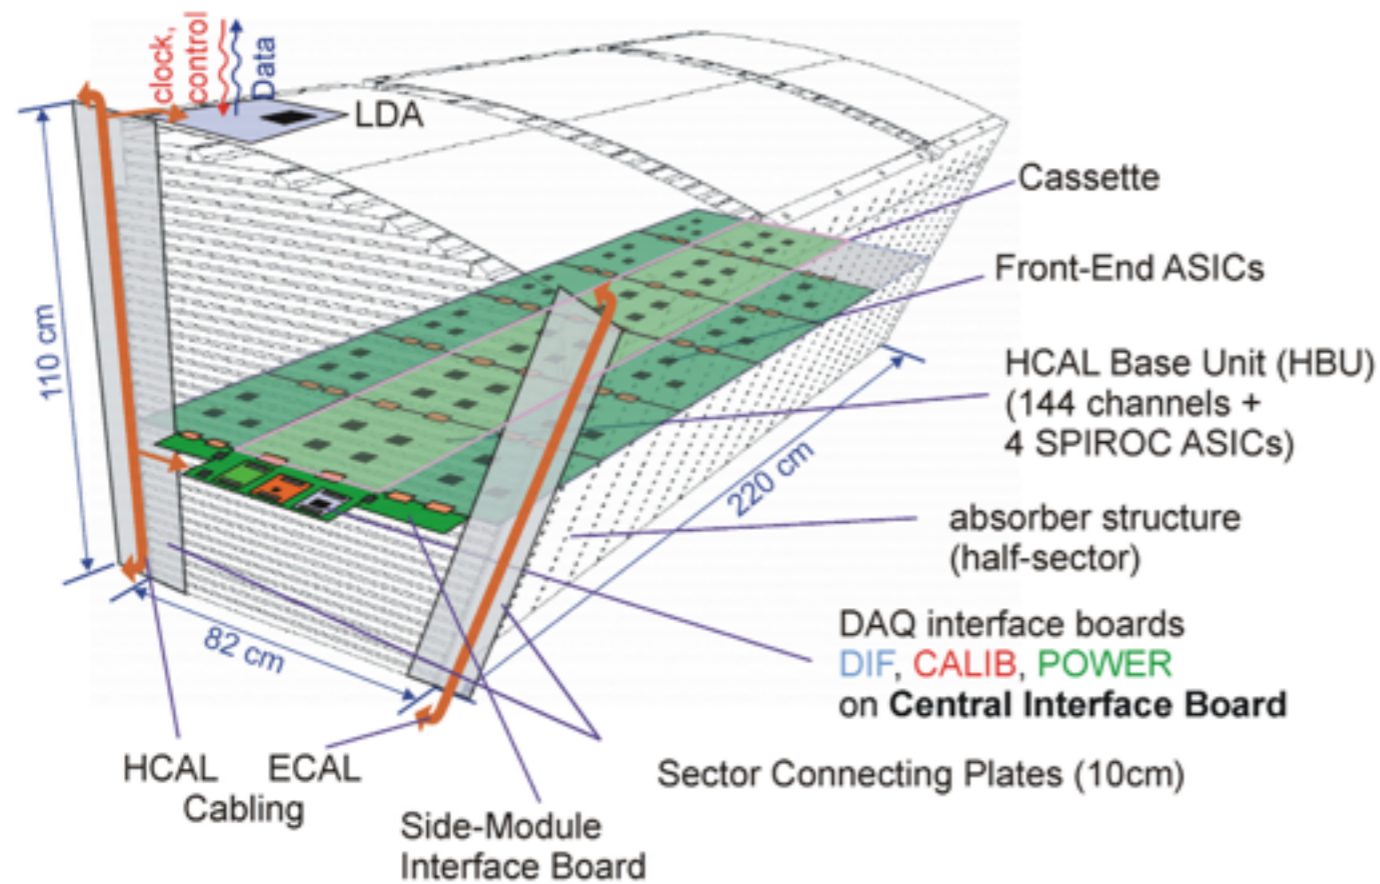 clock,
control
Data
LDA
Cassette
Front-End ASICs
110 cm
HCAL Base Unit (HBU)
(144 channels +
4 SPIROC ASICs)
220 cm
absorber structure
(half-sector)
82 cm
DAQ interface boards
DIF, CALIB, POWER
on Central Interface Board
HCAL ECAL
Cabling
Sector Connecting Plates (10cm)
Side-Module
Interface Board